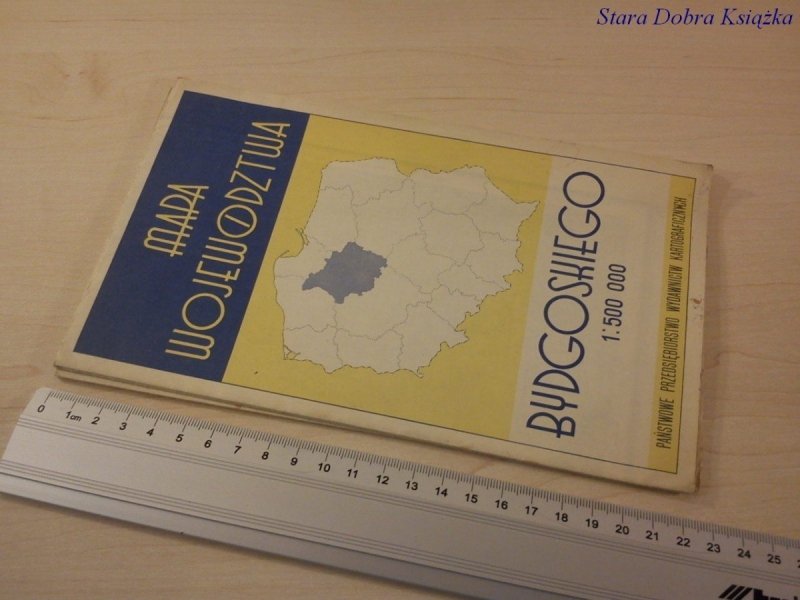 Stara Dobra Książka
MAPA
WOJEWÓDZTWA
BYDGOSKIEGO
1:500 000
PAŃSTWOWE PRZEDSIĘBIORSTWO WYDAWNICTW KARTOGRAFICZNYCH
0 1cm 2 3 4 5 6 7 8 9 10 11 12 13 14 15 16 17 18 19 20 21 22 23 24 25